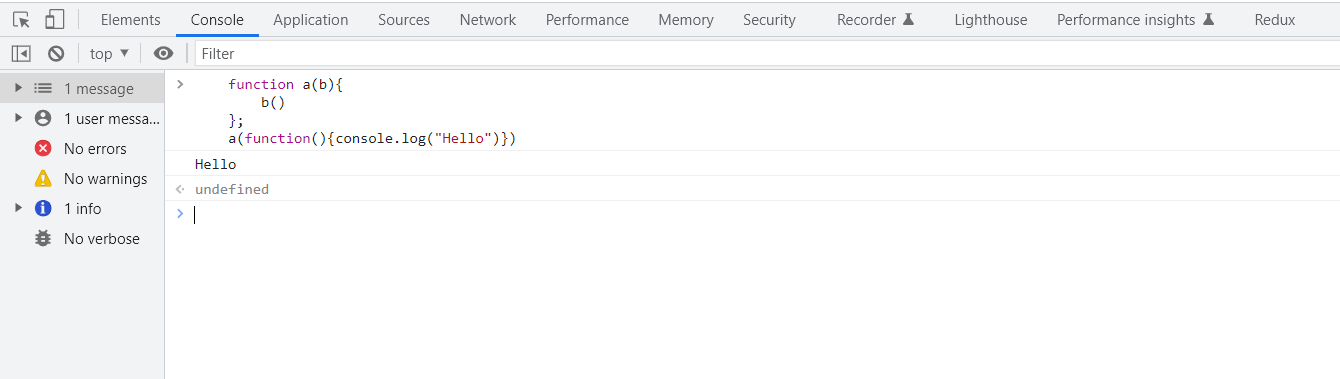 Elements Console Application Sources Network Performance Memory Security Recorder Lighthouse Performance insights Redux
top ▼ Filter
1 message
1 user messa...
No errors
No warnings
1 info
No verbose
> function a(b){
b()
};
a(function(){console.log("Hello")})
Hello
undefined
>